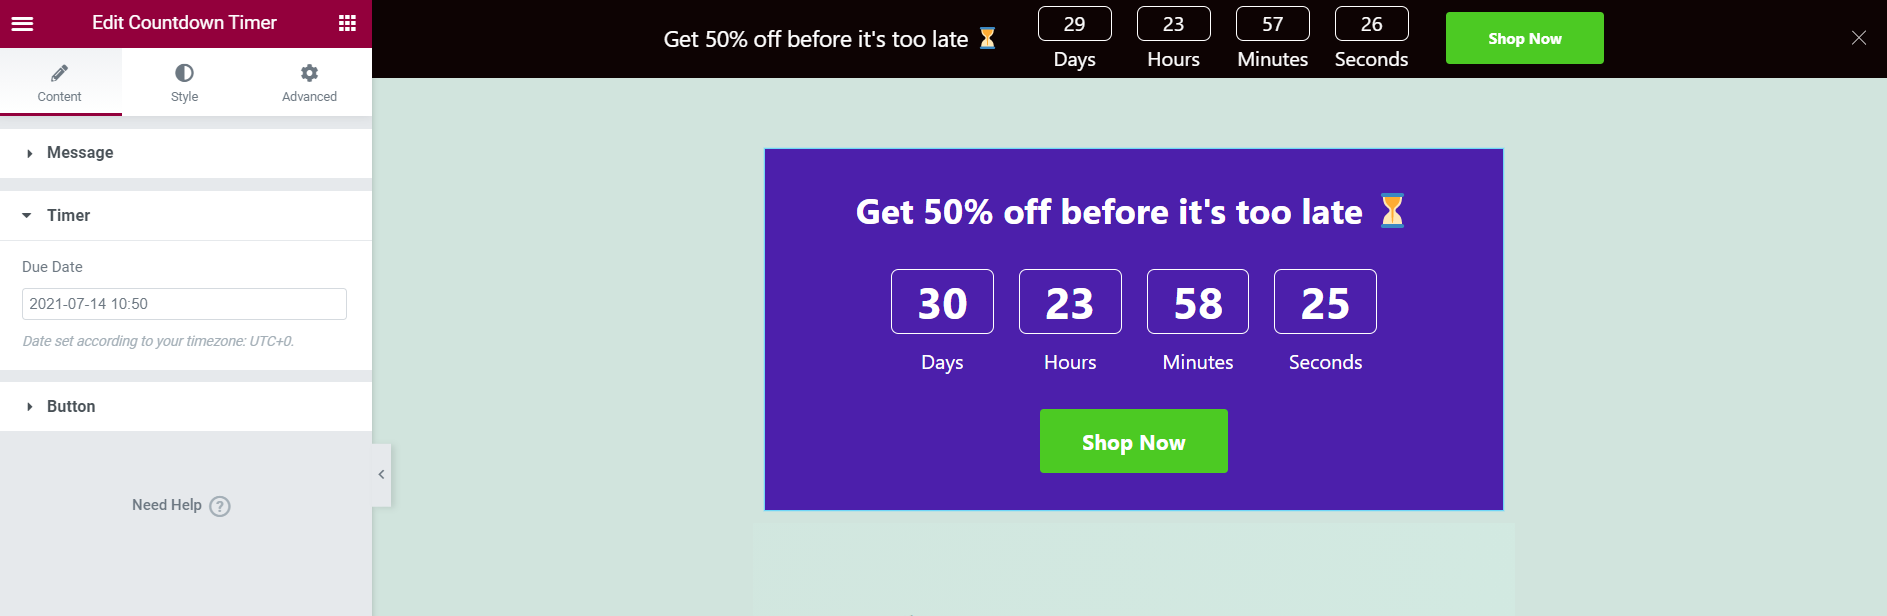 Edit Countdown Timer
Content
Style
Advanced
Message
Timer
Due Date
2021-07-14 10:50
Date set according to your timezone: UTC+0.
Button
Need Help ?
Get 50% off before it's too late ⏳
29 23 57 26
Days Hours Minutes Seconds
Shop Now
Get 50% off before it's too late ⏳
30 23 58 25
Days Hours Minutes Seconds
Shop Now